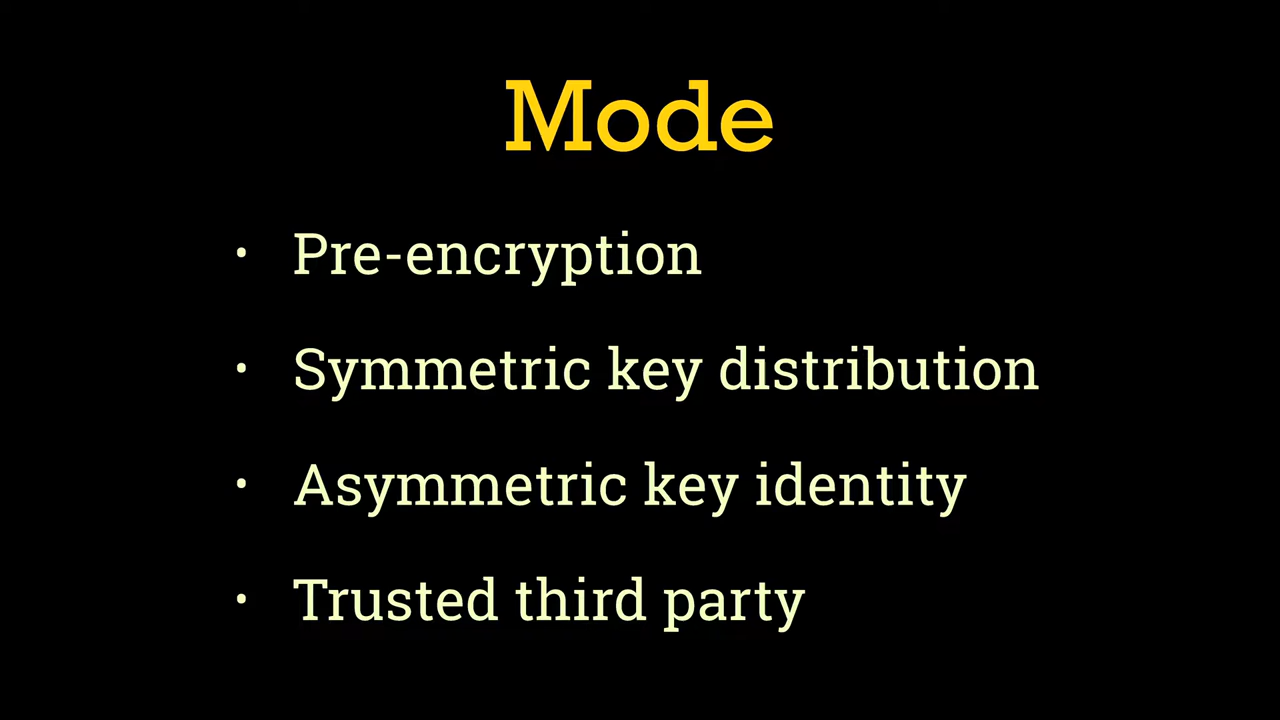 Mode
• Pre-encryption
• Symmetric key distribution
• Asymmetric key identity
• Trusted third party